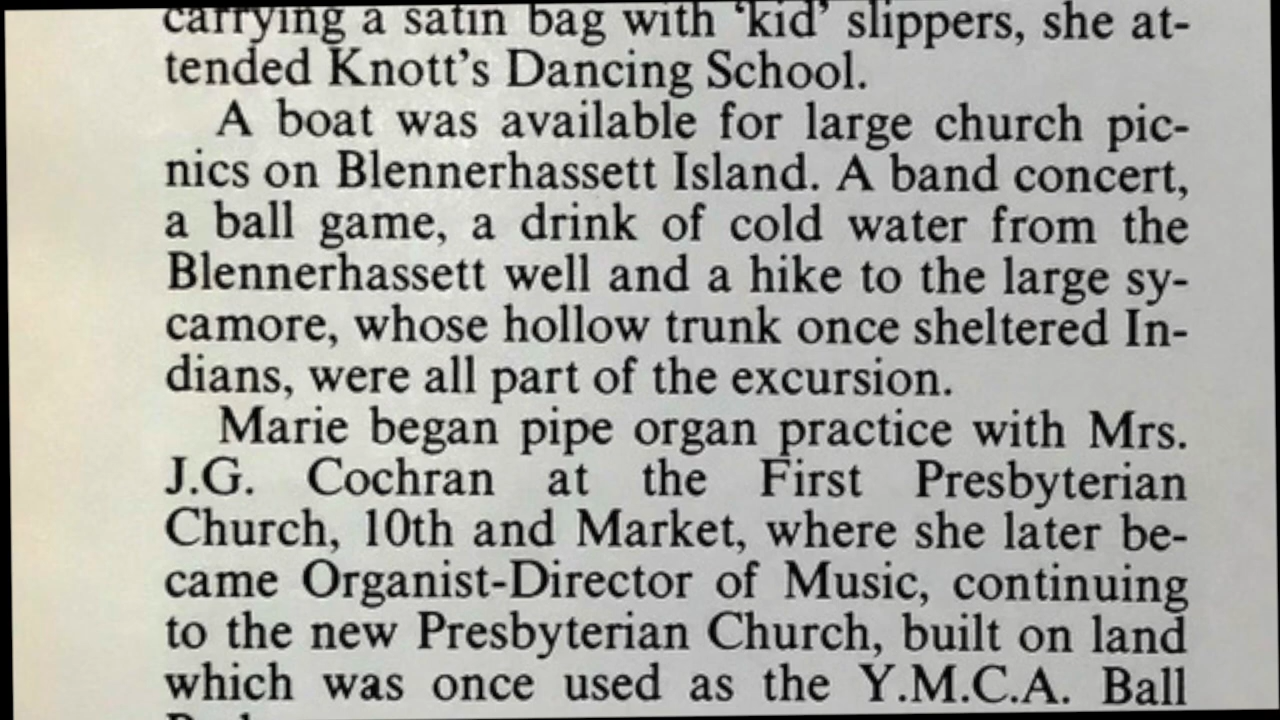 carrying a satin bag with ‘kid’ slippers, she at-
tended Knott’s Dancing School.
A boat was available for large church pic-
nics on Blennerhassett Island. A band concert,
a ball game, a drink of cold water from the
Blennerhassett well and a hike to the large sy-
camore, whose hollow trunk once sheltered In-
dians, were all part of the excursion.
Marie began pipe organ practice with Mrs.
J.G. Cochran at the First Presbyterian
Church, 10th and Market, where she later be-
came Organist-Director of Music, continuing
to the new Presbyterian Church, built on land
which was once used as the Y.M.C.A. Ball